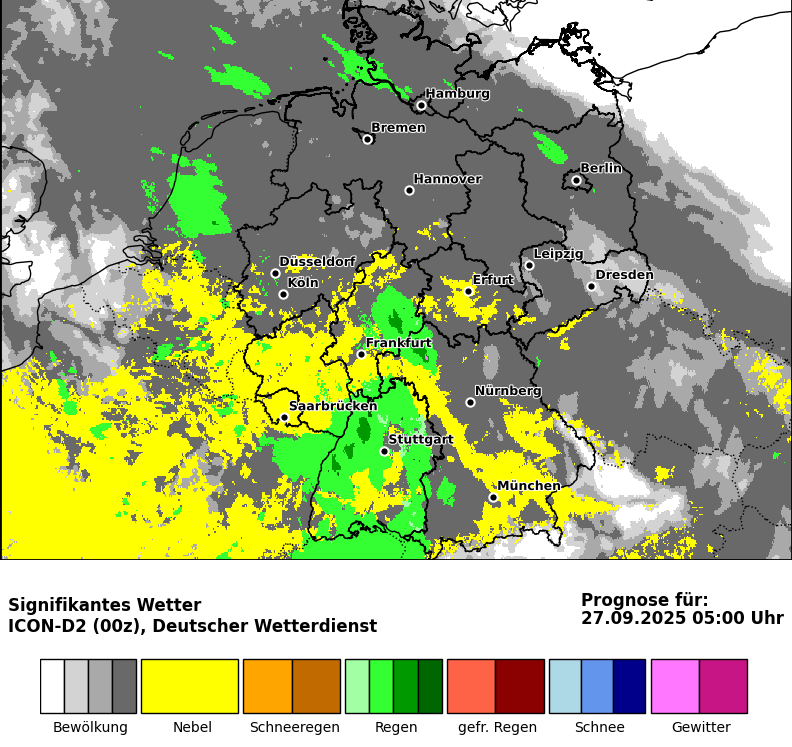 Hamburg
Bremen
Berlin
Hannover
Leipzig
Düsseldorf
Dresden
Erfurt
Köln
Frankfurt
Nürnberg
Saarbrücken
Stuttgart
München
Signifikantes Wetter
ICON-D2 (00z), Deutscher Wetterdienst
Prognose für:
27.09.2025 05:00 Uhr
Bewölkung
Nebel
Schneeregen
Regen
gefr. Regen
Schnee
Gewitter